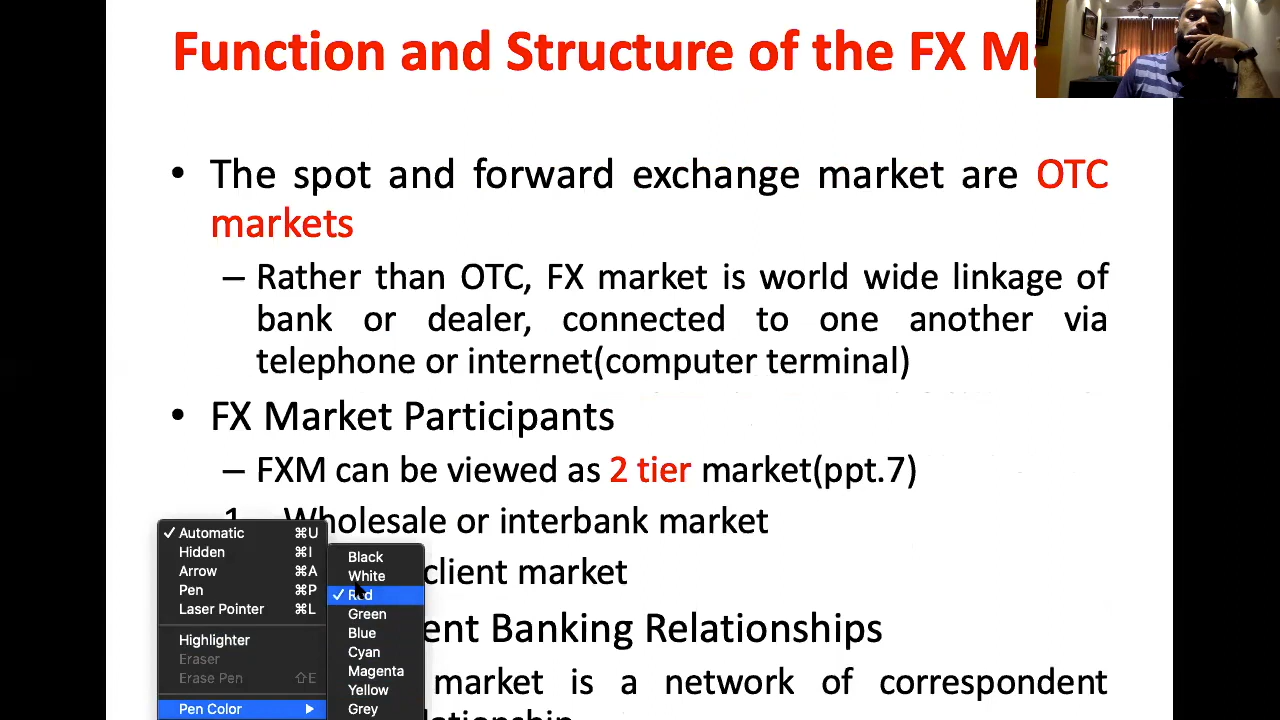 Function and Structure of the FX
• The spot and forward exchange market are OTC
markets
– Rather than OTC, FX market is world wide linkage of
bank or dealer, connected to one another via
telephone or internet(computer terminal)
• FX Market Participants
– FXM can be viewed as 2 tier market(ppt.7)
1. Wholesale or interbank market
client market
Banking Relationships
market is a network of correspondent
✓ Automatic ⌘U
Hidden ⌘I
Arrow ⌘A
Pen ⌘P
Laser Pointer ⌘L
Highlighter
Eraser
Erase Pen ⇧E
Pen Color ▶
Black
White
✓ Red
Green
Blue
Cyan
Magenta
Yellow
Grey